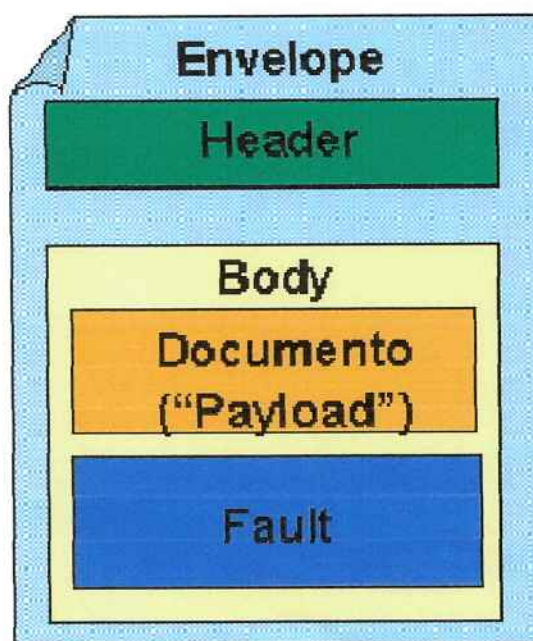 Envelope
Header
Body
Documento
(“Payload”)
Fault